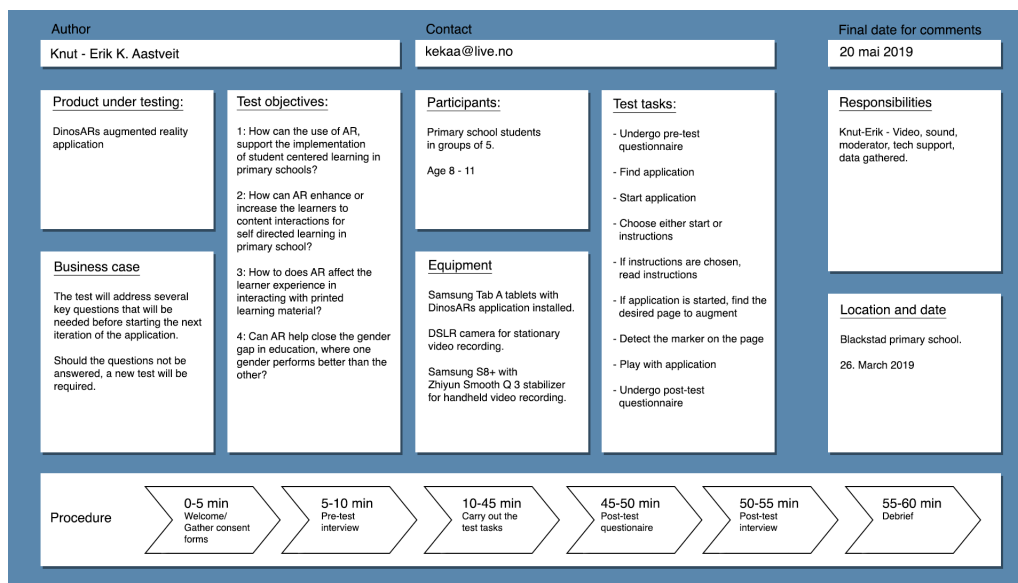 Author
Knut - Erik K. Aastveit
Contact
kekaa@live.no
Final date for comments
20 mai 2019
Product under testing:
DinosARs augmented reality
application
Business case
The test will address several
key questions that will be
needed before starting the next
iteration of the application.
Should the questions not be
answered, a new test will be
required.
Test objectives:
1: How can the use of AR,
support the implementation
of student centered learning in
primary schools?
2: How can AR enhance or
increase the learners to
content interactions for
self directed learning in
primary school?
3: How to does AR affect the
learner experience in
interacting with printed
learning material?
4: Can AR help close the gender
gap in education, where one
gender performs better than the
other?
Participants:
Primary school students
in groups of 5.
Age 8 - 11
Equipment
Samsung Tab A tablets with
DinosARs application installed.
DSLR camera for stationary
video recording.
Samsung S8+ with
Zhiyun Smooth Q 3 stabilizer
for handheld video recording.
Test tasks:
- Undergo pre-test
questionnaire
- Find application
- Start application
- Choose either start or
instructions
- If instructions are chosen,
read instructions
- If application is started, find the
desired page to augment
- Detect the marker on the page
- Play with application
- Undergo post-test
questionnaire
Responsibilities
Knut-Erik - Video, sound,
moderator, tech support,
data gathered.
Location and date
Blackstad primary school.
26. March 2019
Procedure
0-5 min
Welcome/
Gather consent
forms
5-10 min
Pre-test
interview
10-45 min
Carry out the
test tasks
45-50 min
Post-test
questionaire
50-55 min
Post-test
interview
55-60 min
Debrief